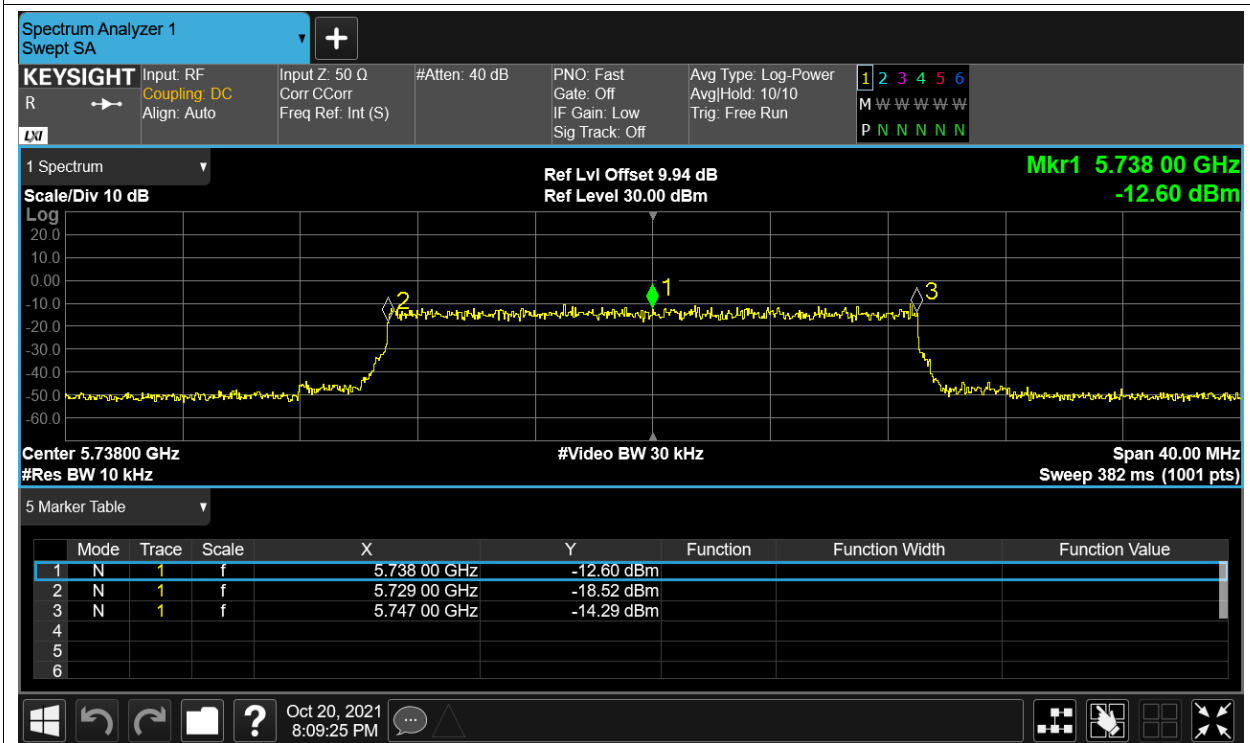 Spectrum Analyzer 1
Swept SA
+
KEYSIGHT Input: RF Input Z: 50 Ω #Atten: 40 dB PNO: Fast Avg Type: Log-Power 1 2 3 4 5 6
R Coupling: DC Corr CCorr Gate: Off Avg|Hold: 10/10 M W W W W W
Align: Auto Freq Ref: Int (S) IF Gain: Low Trig: Free Run
LXI Sig Track: Off P N N N N N
1 Spectrum Ref Lvl Offset 9.94 dB Mkr1 5.738 00 GHz
Scale/Div 10 dB Ref Level 30.00 dBm -12.60 dBm
Log
20.0
10.0
0.00
1
2
3
-10.0
-20.0
-30.0
-40.0
-50.0
-60.0
Center 5.73800 GHz #Video BW 30 kHz Span 40.00 MHz
#Res BW 10 kHz Sweep 382 ms (1001 pts)
5 Marker Table
Mode Trace Scale X Y Function Function Width Function Value
1 N 1 f 5.738 00 GHz -12.60 dBm
2 N 1 f 5.729 00 GHz -18.52 dBm
3 N 1 f 5.747 00 GHz -14.29 dBm
4
5
6
? Oct 20, 2021
8:09:25 PM